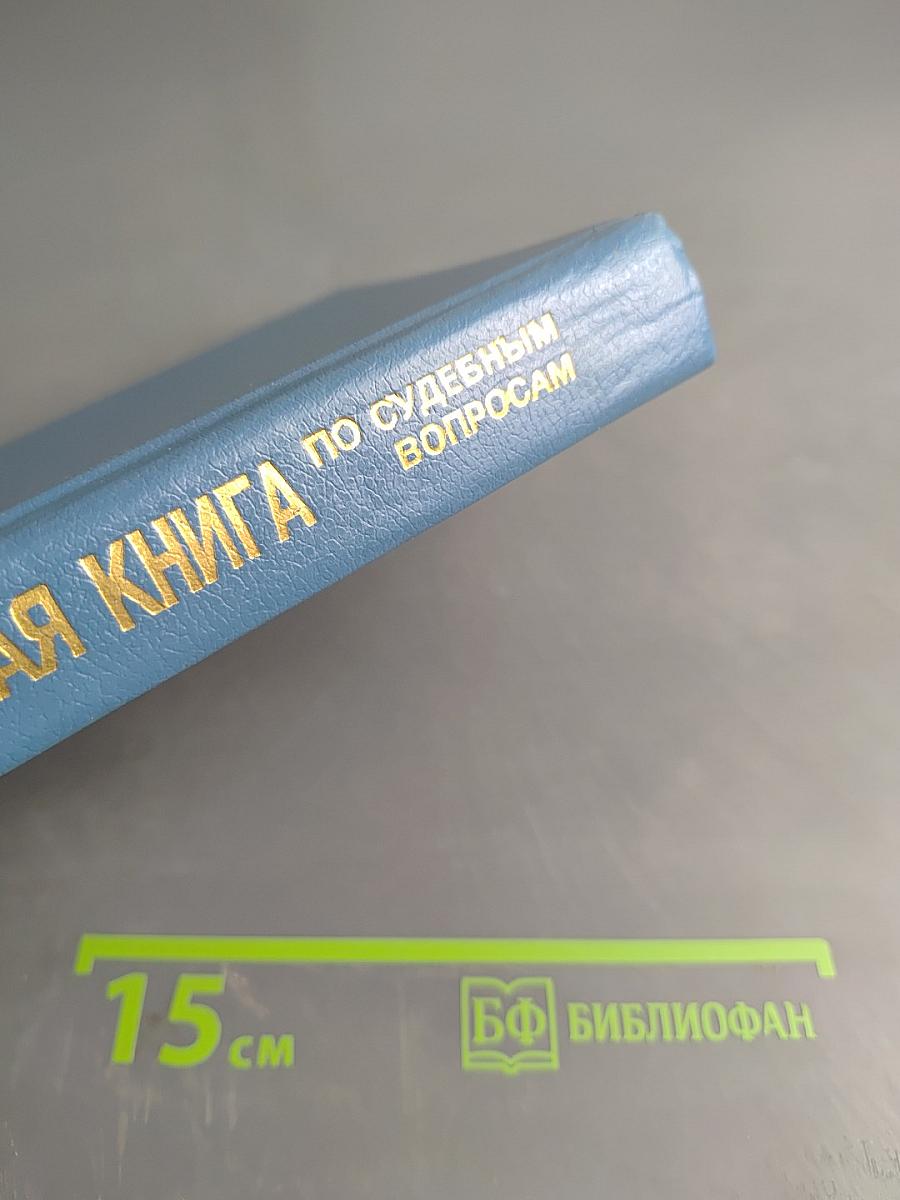 АЯ КНИГА
ПО СУДЕБНЫМ
ВОПРОСАМ
15 см
БФ БИБЛИОФАН